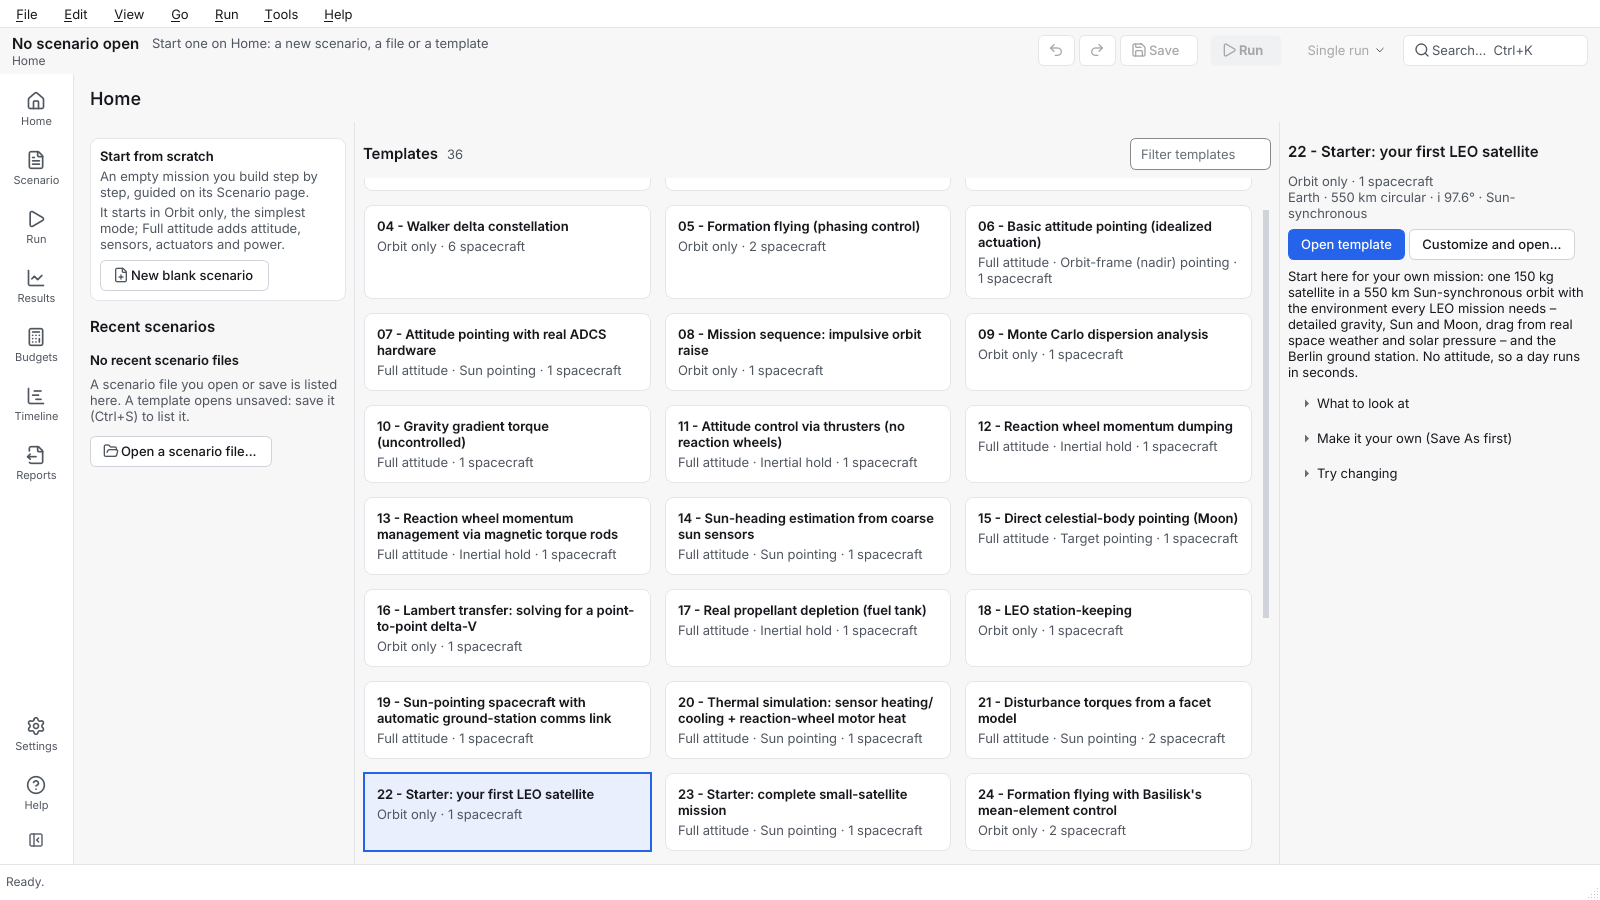 File Edit View Go Run Tools Help
No scenario open Start one on Home: a new scenario, a file or a template
Home
Save Run Single run Search... Ctrl+K
Home
Scenario
Run
Results
Budgets
Timeline
Reports
Settings
Help
Home
Start from scratch
An empty mission you build step by
step, guided on its Scenario page.
It starts in Orbit only, the simplest
mode; Full attitude adds attitude,
sensors, actuators and power.
New blank scenario
Recent scenarios
No recent scenario files
A scenario file you open or save is listed
here. A template opens unsaved: save it
(Ctrl+S) to list it.
Open a scenario file...
Templates 36
Filter templates
04 - Walker delta constellation
Orbit only · 6 spacecraft
05 - Formation flying (phasing control)
Orbit only · 2 spacecraft
06 - Basic attitude pointing (idealized
actuation)
Full attitude · Orbit-frame (nadir) pointing ·
1 spacecraft
07 - Attitude pointing with real ADCS
hardware
Full attitude · Sun pointing · 1 spacecraft
08 - Mission sequence: impulsive orbit
raise
Orbit only · 1 spacecraft
09 - Monte Carlo dispersion analysis
Orbit only · 1 spacecraft
10 - Gravity gradient torque
(uncontrolled)
Full attitude · 1 spacecraft
11 - Attitude control via thrusters (no
reaction wheels)
Full attitude · Inertial hold · 1 spacecraft
12 - Reaction wheel momentum dumping
Full attitude · Inertial hold · 1 spacecraft
13 - Reaction wheel momentum
management via magnetic torque rods
Full attitude · Inertial hold · 1 spacecraft
14 - Sun-heading estimation from coarse
sun sensors
Full attitude · Sun pointing · 1 spacecraft
15 - Direct celestial-body pointing (Moon)
Full attitude · Target pointing · 1 spacecraft
16 - Lambert transfer: solving for a point-
to-point delta-V
Orbit only · 1 spacecraft
17 - Real propellant depletion (fuel tank)
Full attitude · Inertial hold · 1 spacecraft
18 - LEO station-keeping
Orbit only · 1 spacecraft
19 - Sun-pointing spacecraft with
automatic ground-station comms link
Full attitude · 1 spacecraft
20 - Thermal simulation: sensor heating/
cooling + reaction-wheel motor heat
Full attitude · Sun pointing · 1 spacecraft
21 - Disturbance torques from a facet
model
Full attitude · Sun pointing · 2 spacecraft
22 - Starter: your first LEO satellite
Orbit only · 1 spacecraft
23 - Starter: complete small-satellite
mission
Full attitude · Sun pointing · 1 spacecraft
24 - Formation flying with Basilisk's
mean-element control
Orbit only · 2 spacecraft
22 - Starter: your first LEO satellite
Orbit only · 1 spacecraft
Earth · 550 km circular · i 97.6° · Sun-
synchronous
Open template Customize and open...
Start here for your own mission: one 150 kg
satellite in a 550 km Sun-synchronous orbit with
the environment every LEO mission needs –
detailed gravity, Sun and Moon, drag from real
space weather and solar pressure – and the
Berlin ground station. No attitude, so a day runs
in seconds.
What to look at
Make it your own (Save As first)
Try changing
Ready.